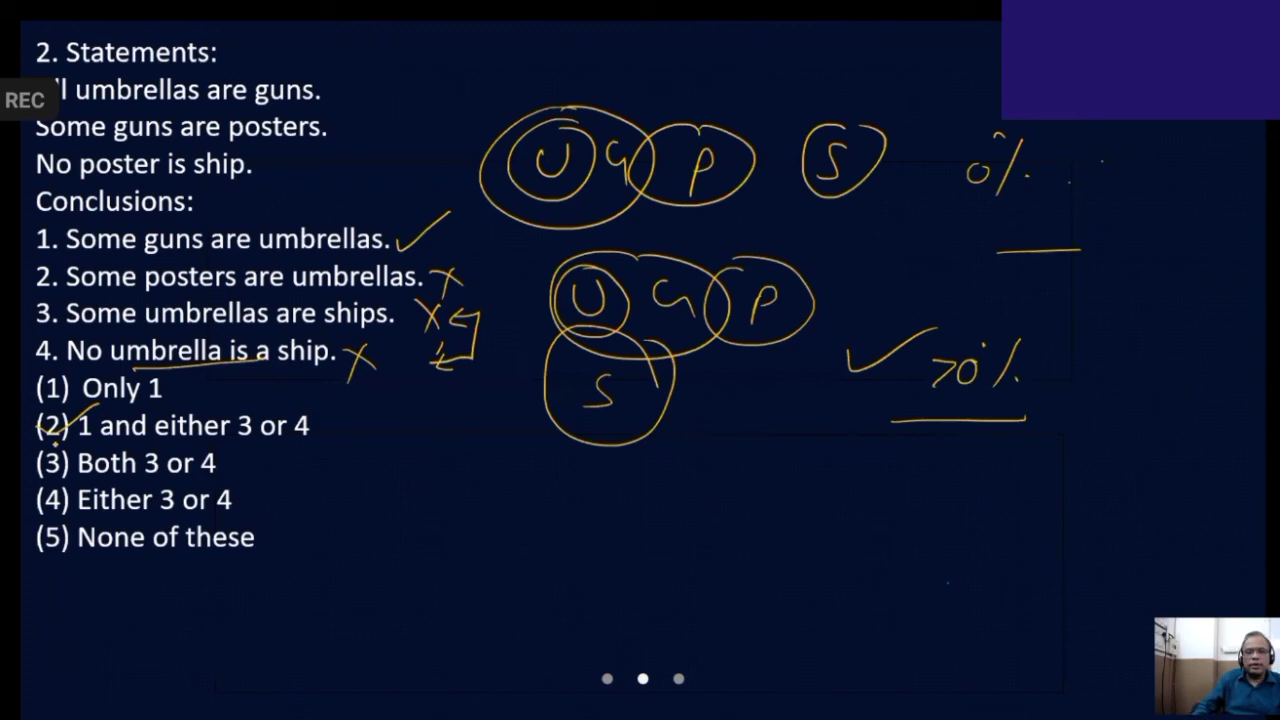 2. Statements:
REC ll umbrellas are guns.
Some guns are posters.
No poster is ship.
Conclusions:
1. Some guns are umbrellas.
2. Some posters are umbrellas.
3. Some umbrellas are ships.
4. No umbrella is a ship.
(1) Only 1
(2) 1 and either 3 or 4
(3) Both 3 or 4
(4) Either 3 or 4
(5) None of these
U G P S 0%
U G P
S
>0%